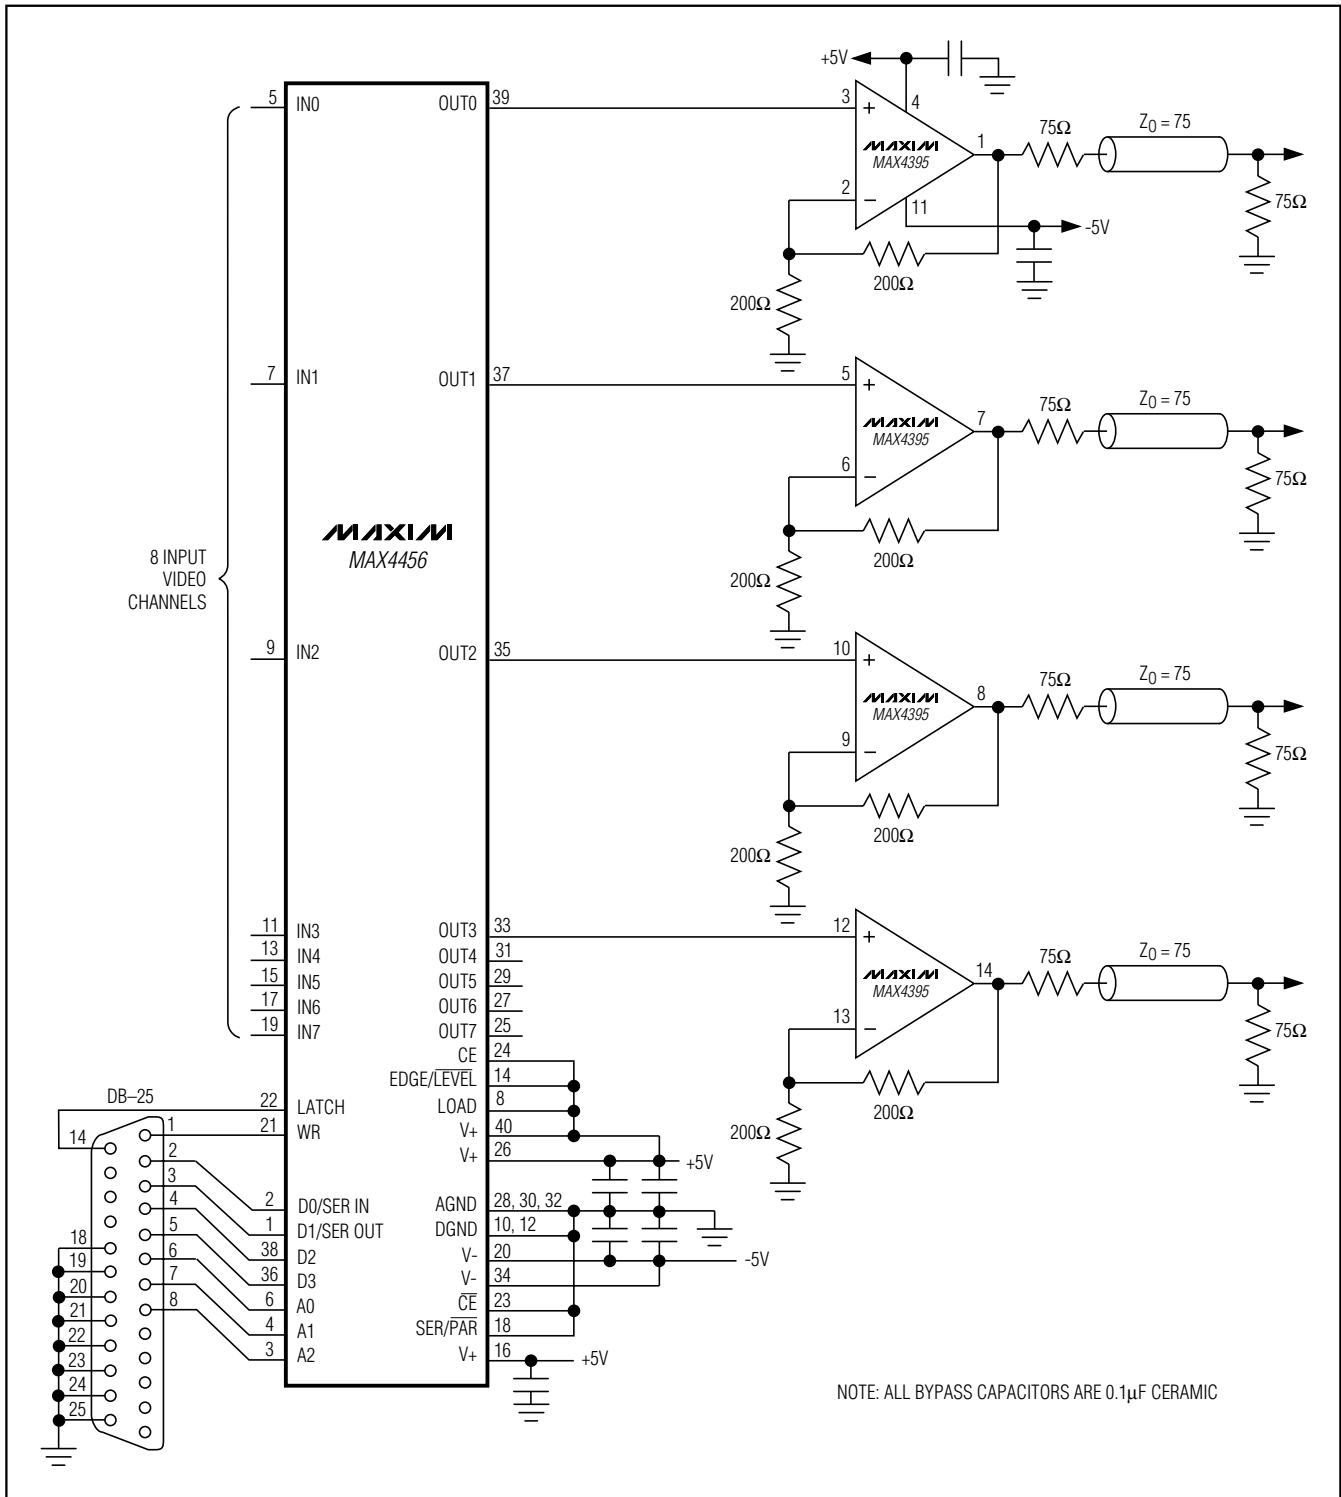 +5V
4
3
+
MAXIM
MAX4395
1
75Ω
Z0 = 75
75Ω
2
–
11
-5V
200Ω
200Ω
5
+
MAXIM
MAX4395
7
75Ω
Z0 = 75
75Ω
6
–
200Ω
200Ω
10
+
MAXIM
MAX4395
8
75Ω
Z0 = 75
75Ω
9
–
200Ω
200Ω
12
+
MAXIM
MAX4395
14
75Ω
Z0 = 75
75Ω
13
–
200Ω
200Ω
8 INPUT
VIDEO
CHANNELS
5 IN0
7 IN1
9 IN2
11 IN3
13 IN4
15 IN5
17 IN6
19 IN7
22 LATCH
21 WR
2 D0/SER IN
1 D1/SER OUT
38 D2
36 D3
6 A0
4 A1
3 A2
MAXIM
MAX4456
OUT0 39
OUT1 37
OUT2 35
OUT3 33
OUT4 31
OUT5 29
OUT6 27
OUT7 25
CE 24
EDGE/L̅E̅V̅E̅L̅ 14
LOAD 8
V+ 40
V+ 26
+5V
AGND 28, 30, 32
DGND 10, 12
V- 20
-5V
V- 34
C̅E̅ 23
SER/P̅A̅R̅ 18
V+ 16
+5V
DB–25
14
18
19
20
21
22
23
24
25
1
2
3
4
5
6
7
8
NOTE: ALL BYPASS CAPACITORS ARE 0.1μF CERAMIC